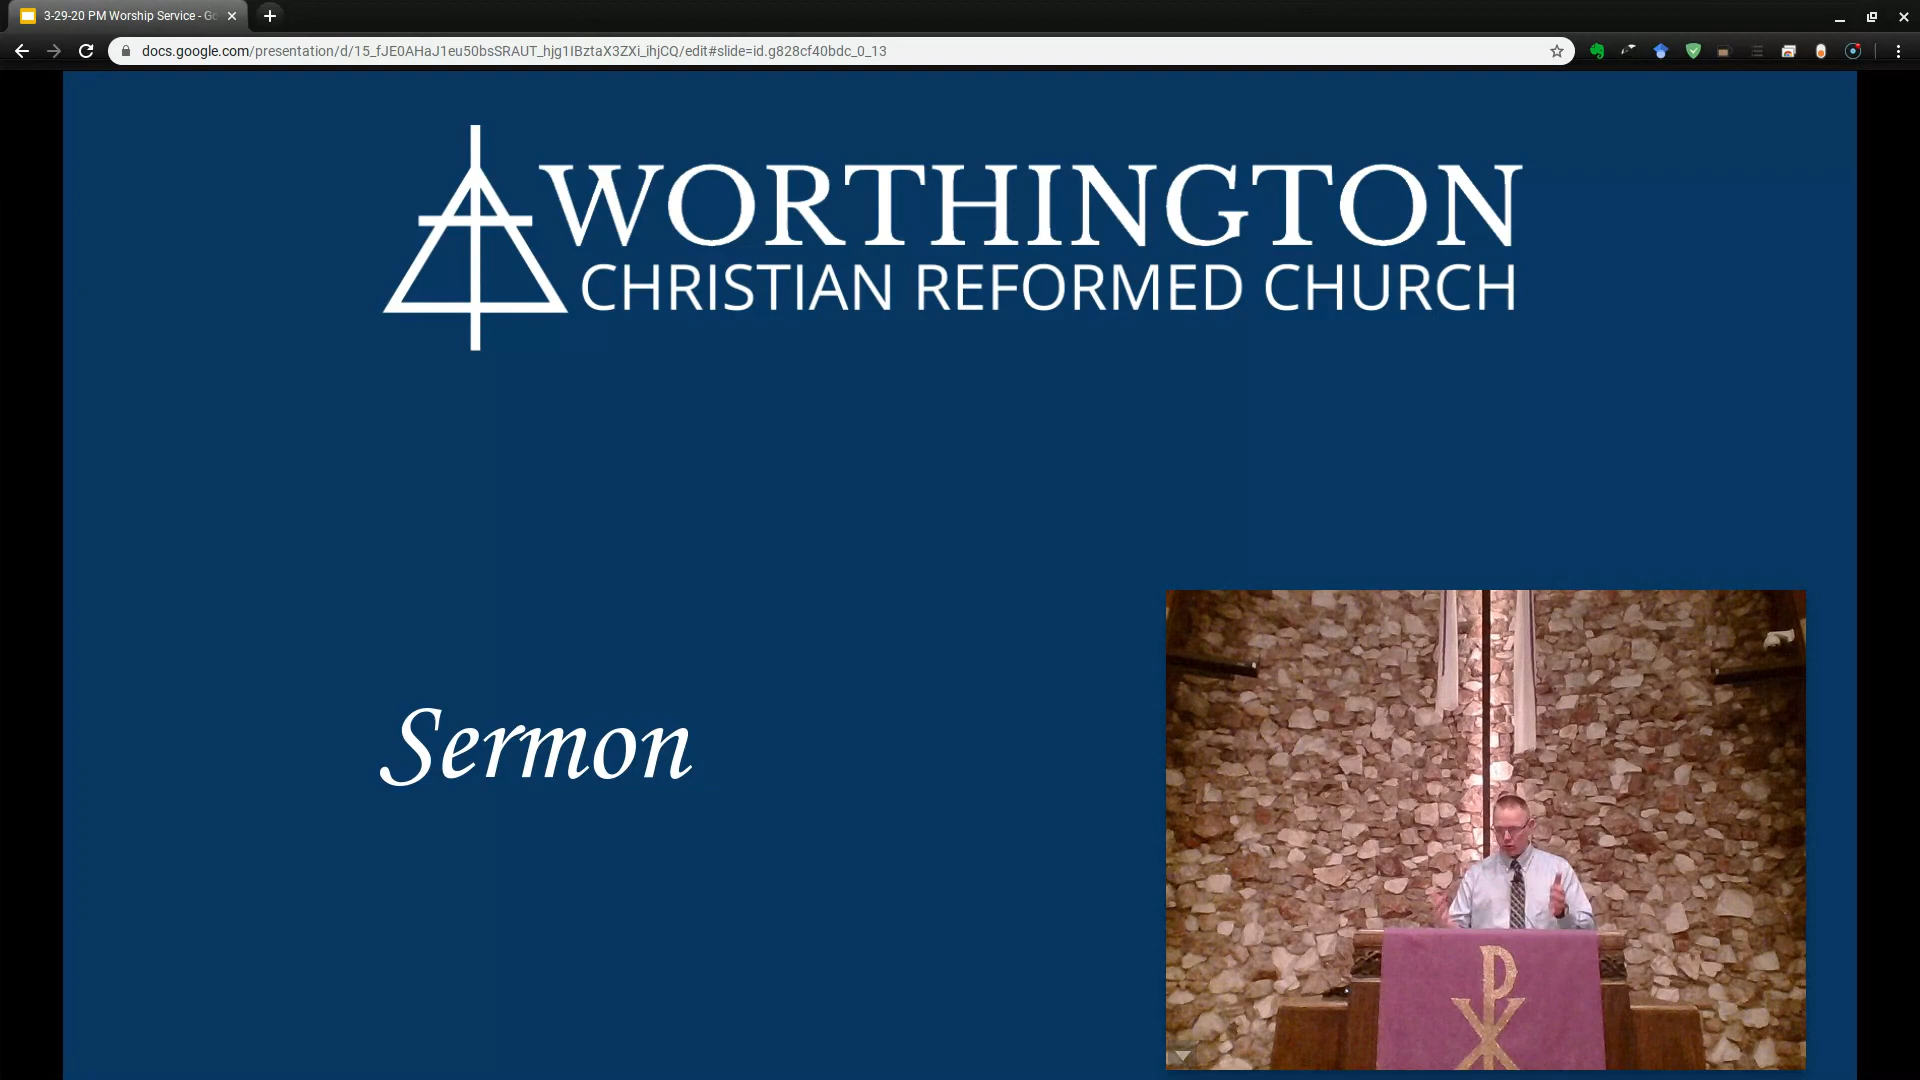 3-29-20 PM Worship Service - Go
docs.google.com/presentation/d/15_fJE0AHaJ1eu50bsSRAUT_hjg1IBztaX3ZXi_ihjCQ/edit#slide=id.g828cf40bdc_0_13
WORTHINGTON
CHRISTIAN REFORMED CHURCH
Sermon